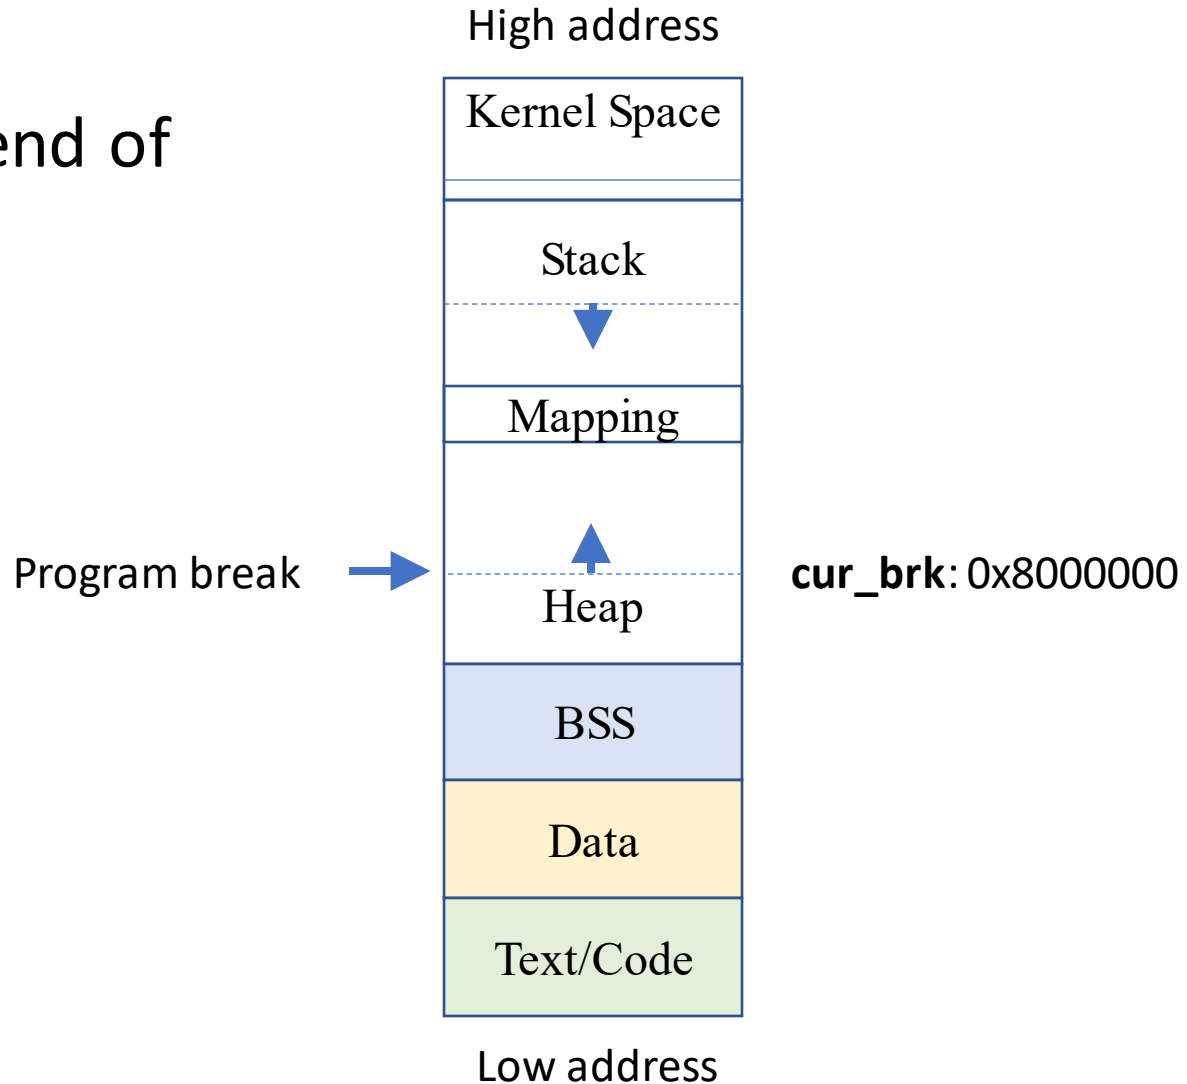 High address
Kernel Space
end of
Stack
Mapping
Program break
cur_brk: 0x8000000
Heap
BSS
Data
Text/Code
Low address